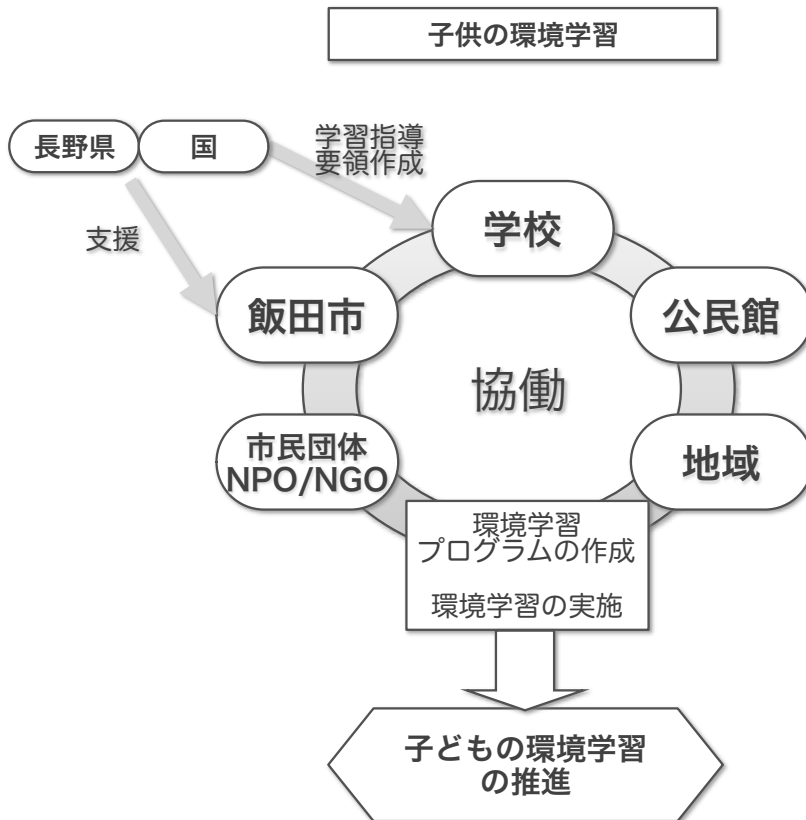 子供の環境学習
長野県
国
学習指導
要領作成
支援
学校
飯田市
公民館
協働
市民団体
NPO/NGO
地域
環境学習
プログラムの作成
環境学習の実施
子どもの環境学習
の推進